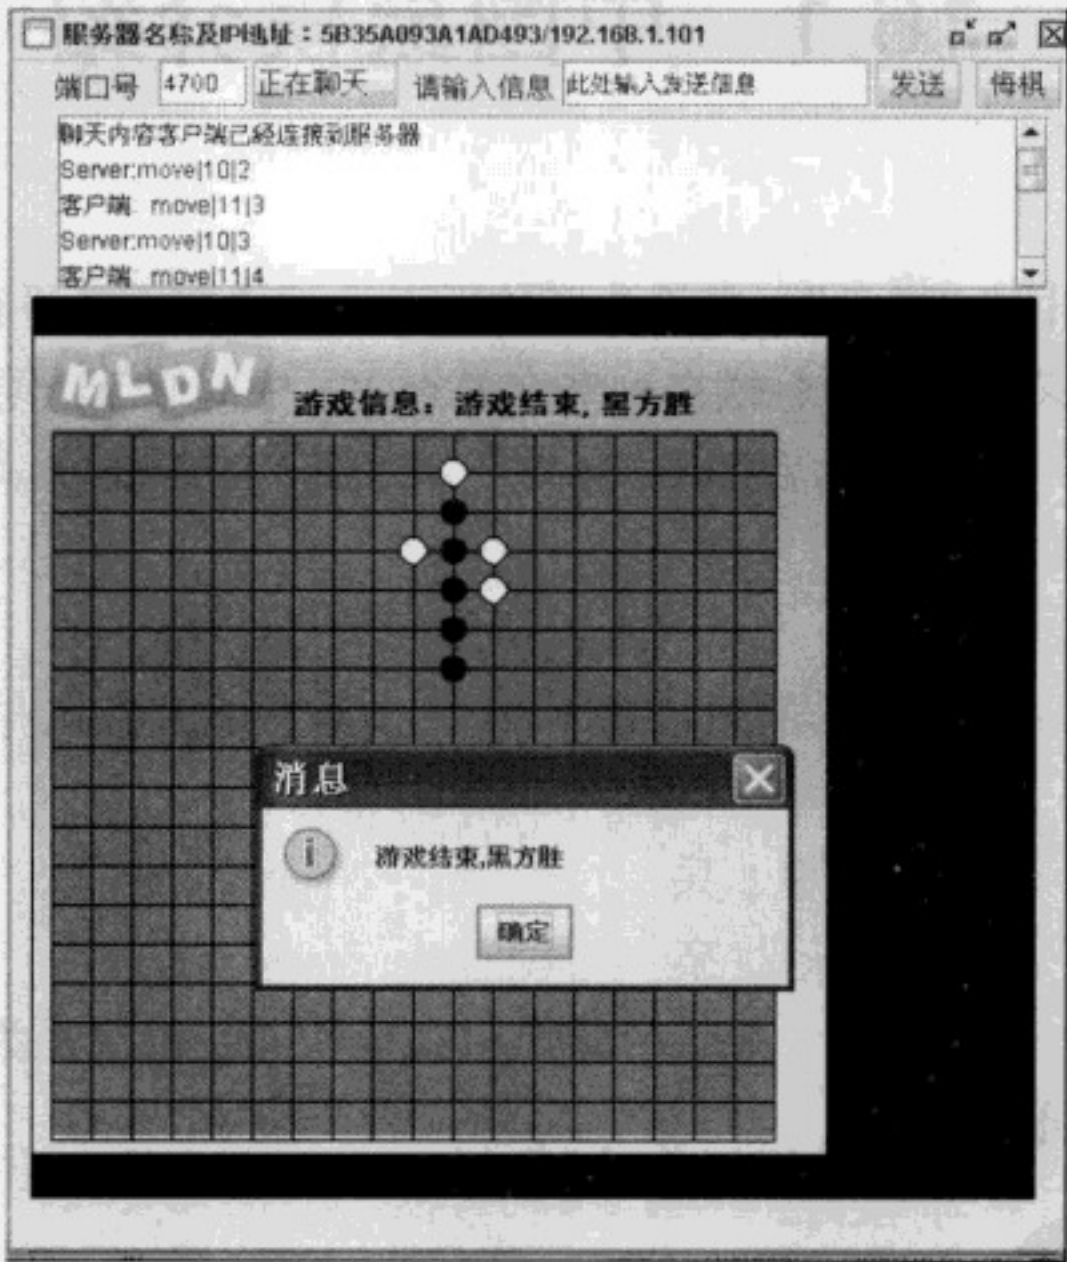 服务器名称及IP地址：5B35A093A1AD493/192.168.1.101
端口号 4700 正在聊天 请输入信息 此处输入发送信息 发送 悔棋
聊天内容客户端已经连接到服务器
Server:move|10|2
客户端: move|11|3
Server:move|10|3
客户端: move|11|4
MLDN
游戏信息：游戏结束, 黑方胜
消息
i
游戏结束,黑方胜
确定